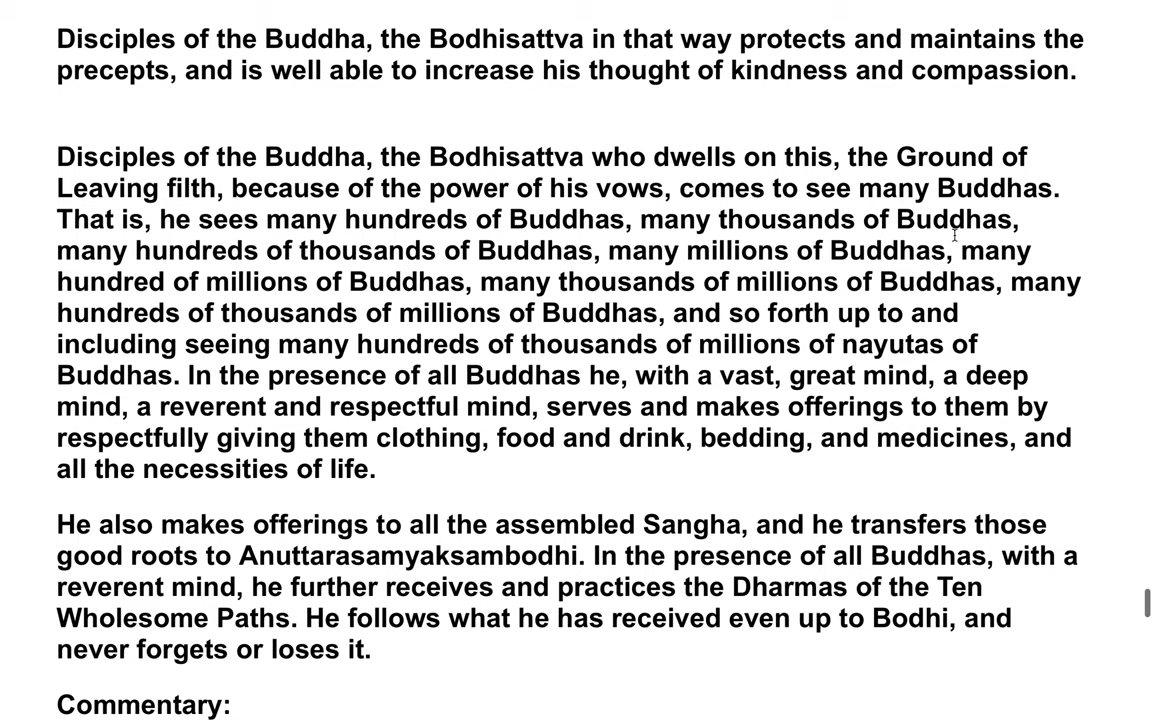 Disciples of the Buddha, the Bodhisattva in that way protects and maintains the
precepts, and is well able to increase his thought of kindness and compassion.
Disciples of the Buddha, the Bodhisattva who dwells on this, the Ground of
Leaving filth, because of the power of his vows, comes to see many Buddhas.
That is, he sees many hundreds of Buddhas, many thousands of Buddhas,
many hundreds of thousands of Buddhas, many millions of Buddhas, many
hundred of millions of Buddhas, many thousands of millions of Buddhas, many
hundreds of thousands of millions of Buddhas, and so forth up to and
including seeing many hundreds of thousands of millions of nayutas of
Buddhas. In the presence of all Buddhas he, with a vast, great mind, a deep
mind, a reverent and respectful mind, serves and makes offerings to them by
respectfully giving them clothing, food and drink, bedding, and medicines, and
all the necessities of life.
He also makes offerings to all the assembled Sangha, and he transfers those
good roots to Anuttarasamyaksambodhi. In the presence of all Buddhas, with a
reverent mind, he further receives and practices the Dharmas of the Ten
Wholesome Paths. He follows what he has received even up to Bodhi, and
never forgets or loses it.
Commentary: